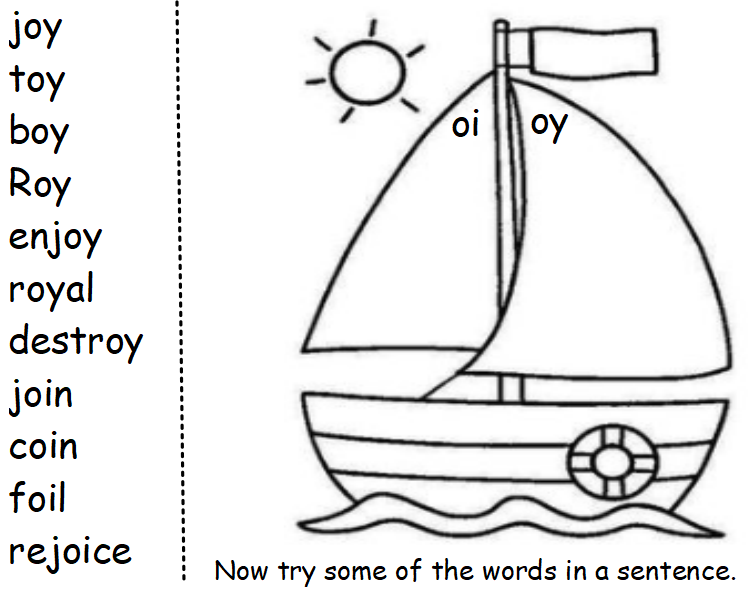 joy
toy
boy
Roy
enjoy
royal
destroy
join
coin
foil
rejoice
oi oy
Now try some of the words in a sentence.